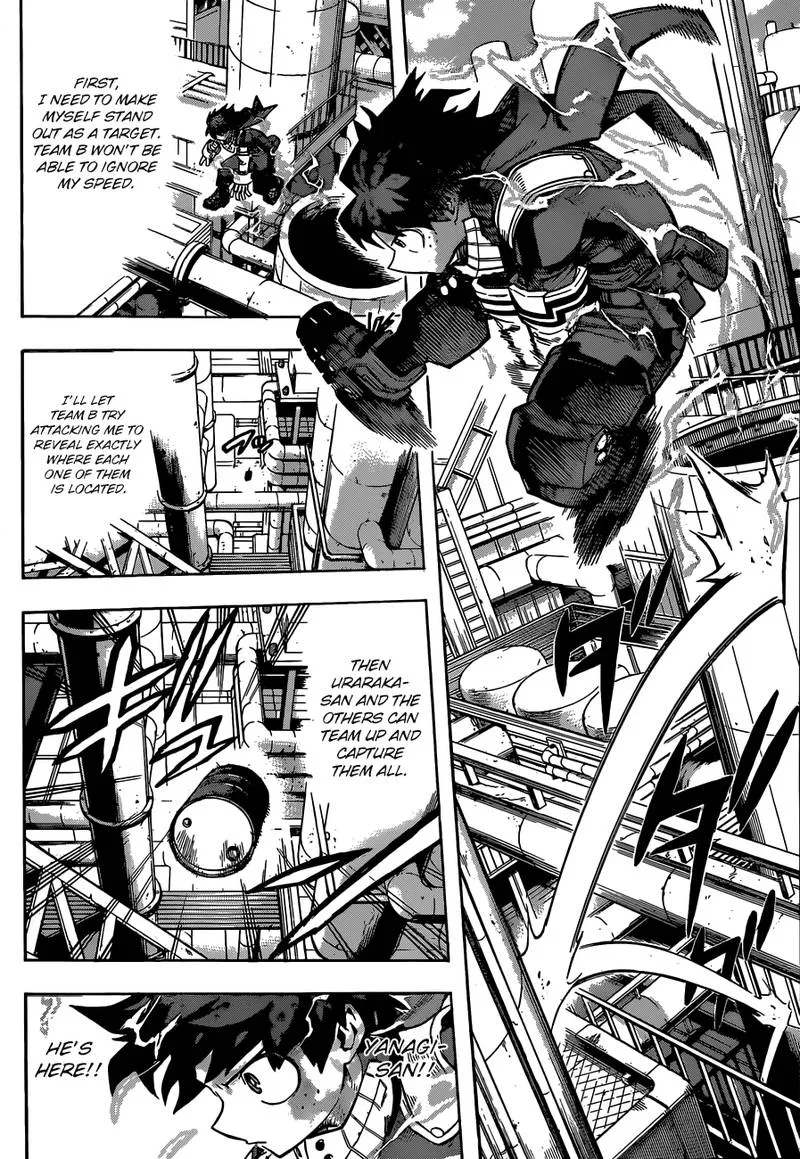 FIRST,
I NEED TO MAKE
MYSELF STAND
OUT AS A TARGET.
TEAM B WON'T BE
ABLE TO IGNORE
MY SPEED.
I'LL LET
TEAM B TRY
ATTACKING ME TO
REVEAL EXACTLY
WHERE EACH
ONE OF THEM
IS LOCATED.
THEN
URARAKA-
SAN AND THE
OTHERS CAN
TEAM UP AND
CAPTURE
THEM ALL.
YANAGI-
SAN!!
HE'S
HERE!!